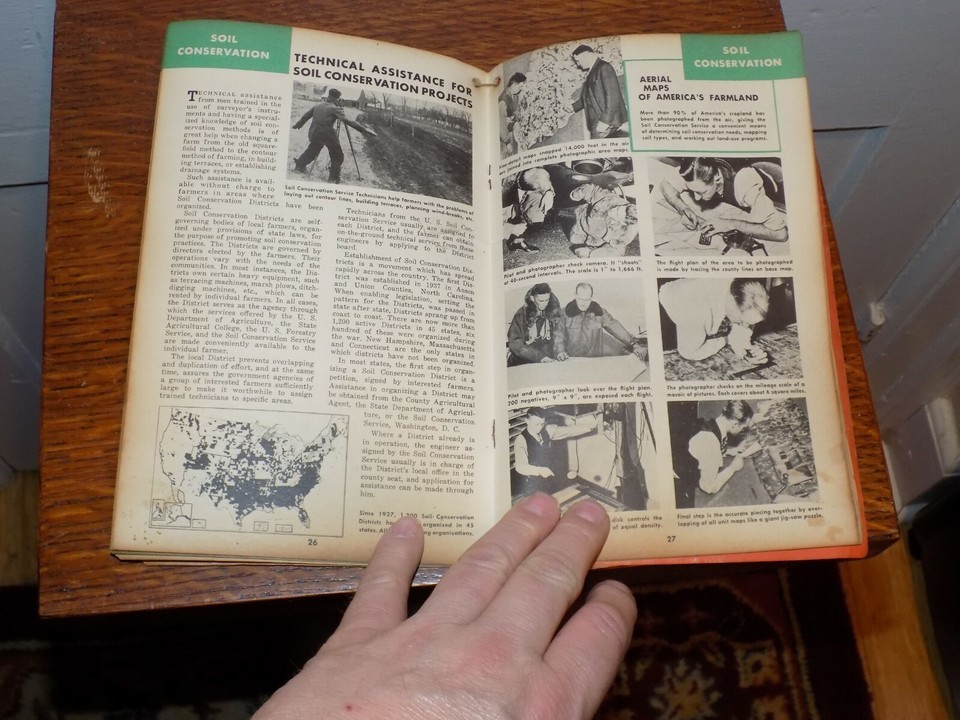 SOIL
CONSERVATION
TECHNICAL ASSISTANCE FOR
SOIL CONSERVATION PROJECTS
TECHNICAL assistance
from men trained in the
use of surveyor's instru-
ments and having a special-
ized knowledge of soil con-
servation methods is of
great help when changing a
farm from the old square-
field method to the contour
method of farming, in build-
ing terraces, or establishing
drainage systems.
Such assistance is avail-
able without charge to
farmers in areas where
Soil Conservation Districts have been
organized.
Soil Conservation Districts are self-
governing bodies of local farmers, organ-
ized under provisions of state laws, for
the purpose of promoting soil conservation
practices. The Districts are governed by
directors elected by the farmers. Their
operations vary with the needs of the
communities. In most instances, the Dis-
tricts own certain heavy equipment, such
as terracing machines, marsh plows, ditch-
digging machines, etc., which can be
rented by individual farmers. In all cases,
the District serves as the agency through
which the services offered by the U. S.
Department of Agriculture, the State
Agricultural College, the U. S. Forestry
Service, and the Soil Conservation Service
are made conveniently available to the
individual farmer.
The local District prevents overlapping
and duplication of effort, and at the same
time, assures the government agencies of
a group of interested farmers sufficiently
large to make it worthwhile to assign
trained technicians to specific areas.
Soil Conservation Service Technicians help farmers with the problems of
laying out contour lines, building terraces, planning wind-breaks, etc.
Technicians from the U. S. Soil Con-
servation Service usually are assigned to
each District, and the farmer can obtain
on-the-ground technical service from these
engineers by applying to the District
board.
Establishment of Soil Conservation Dis-
tricts is a movement which has spread
rapidly across the country. The first Dis-
trict was established in 1937 in Anson
and Union Counties, North Carolina.
When enabling legislation, setting the
pattern for the Districts, was passed in
state after state, Districts sprang up from
coast to coast. There are now more than
1,200 active Districts in 45 states, six
hundred of these were organized during
the war. New Hampshire, Massachusetts
and Connecticut are the only states in
which districts have not been organized.
In most states, the first step in organ-
izing a Soil Conservation District is a
petition, signed by interested farmers.
Assistance in organizing a District may
be obtained from the County Agricultural
Agent, the State Department of Agricul-
ture, or the Soil Conservation
Service, Washington, D. C.
Where a District already is
in operation, the engineer as-
signed by the Soil Conservation
Service usually is in charge of
the District's local office in the
county seat, and application for
assistance can be made through
him.
Since 1937, 1,200 Soil-Conservation
Districts organized in 45
states. organizations.
26
SOIL
CONSERVATION
AERIAL
MAPS
OF AMERICA'S FARMLAND
More than 90% of America's cropland has
been photographed from the air, giving the
Soil Conservation Service a convenient means
of determining soil conservation needs, mapping
soil types, and working out land-use programs.
maps snapped 14,000 feet in the air
joined into complete photographic area maps.
Pilot and photographer check camera. It "shoots"
at 40-second intervals. The scale is 1" to 1,666 ft.
The flight plan of the area to be photographed
is made by tracing the county lines on base map.
Pilot and photographer look over the flight plan.
200 negatives, 9" x 9", are exposed each flight.
The photographer checks on the mileage scale of a
mosaic of pictures. Each covers about 6 square miles.
disk controls the
of equal density.
Final step is the accurate piecing together by over-
lapping of all unit maps like a giant jig-saw puzzle.
27